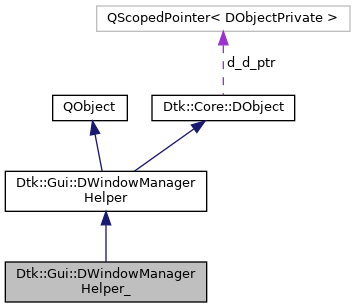 QScopedPointer< DObjectPrivate >
d_d_ptr
QObject
Dtk::Core::DObject
Dtk::Gui::DWindowManager
Helper
Dtk::Gui::DWindowManager
Helper_